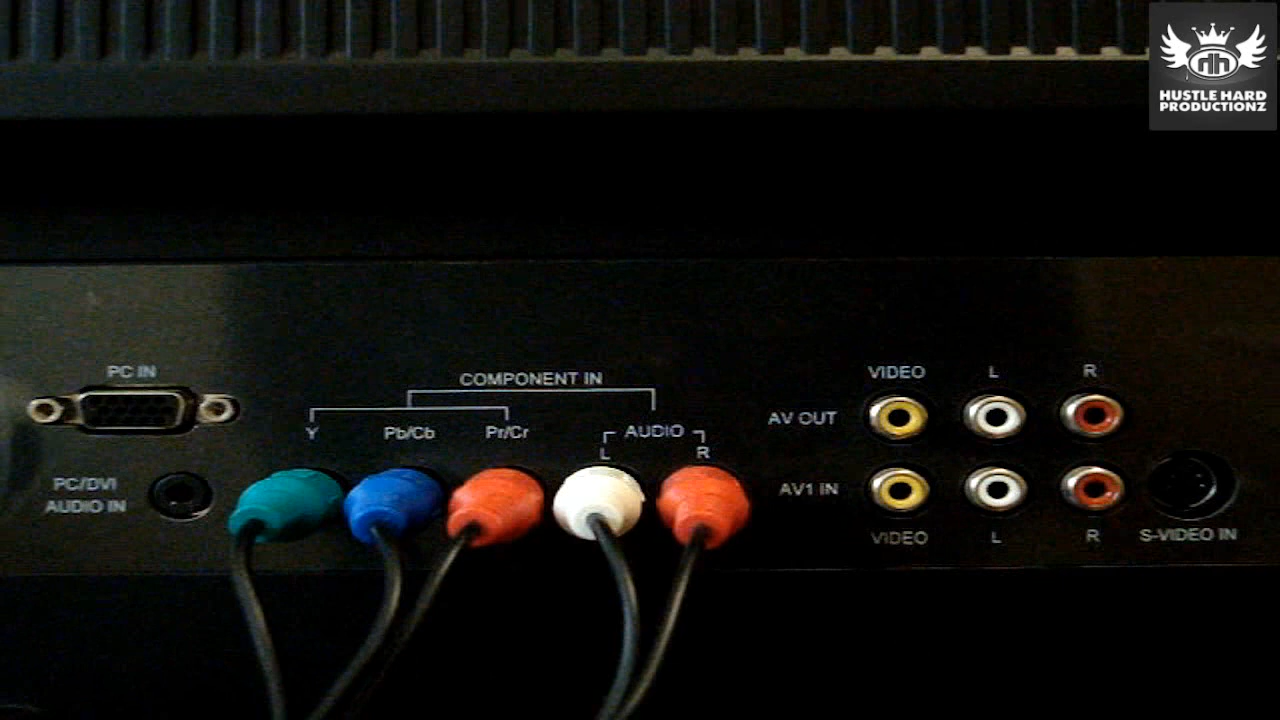 HUSTLE HARD
PRODUCTIONZ
PC IN
COMPONENT IN
VIDEO L R
Y Pb/Cb Pr/Cr
AUDIO
L R
AV OUT
PC/DVI
AUDIO IN
AV1 IN
VIDEO L R
S-VIDEO IN